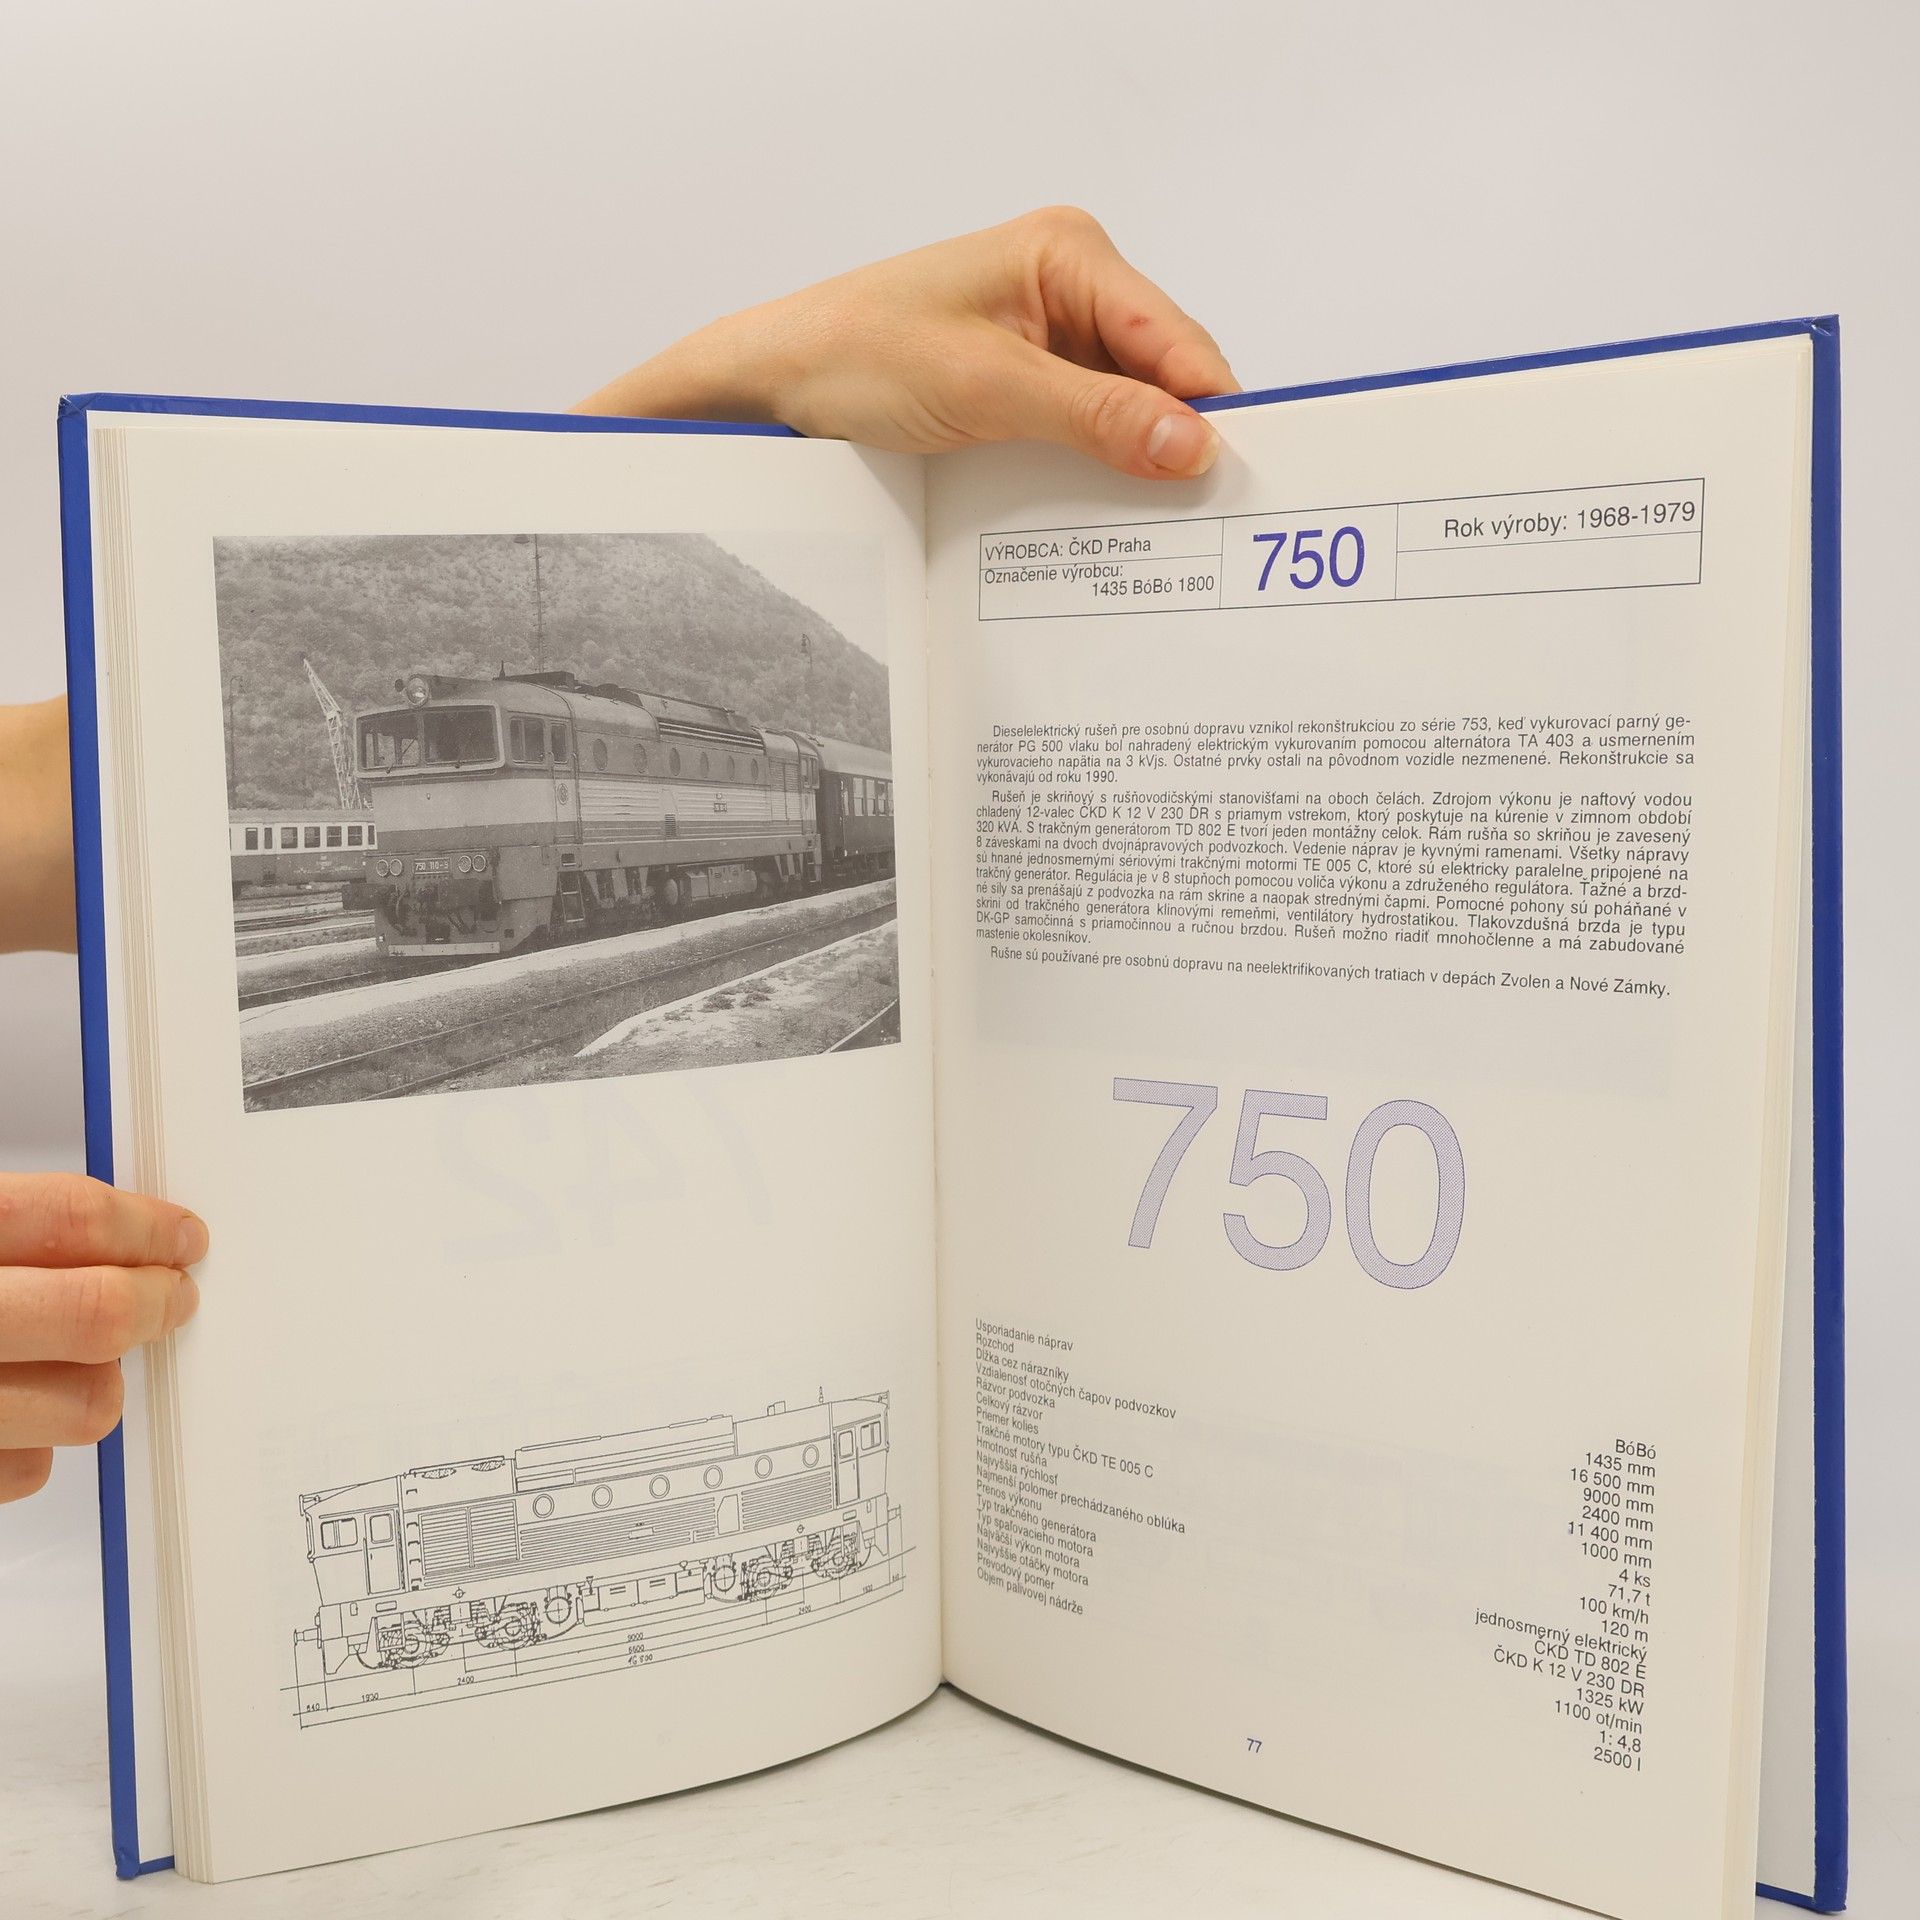 750 110-5
640
1930
2400
9000
2400
1930
640
VÝROBCA: ČKD Praha
Označenie výrobcu:
1435 BóBó 1800
750
Rok výroby: 1968-1979
Dieselelektrický rušeň pre osobnú dopravu vznikol rekonštrukciou zo série 753, keď vykurovací parný ge-
nerátor PG 500 vlaku bol nahradený elektrickým vykurovaním pomocou alternátora TA 403 a usmernením
vykurovacieho napätia na 3 kVjs. Ostatné prvky ostali na pôvodnom vozidle nezmenené. Rekonštrukcie sa
vykonávajú od roku 1990.
Rušeň je skriňový s rušňovodičskými stanovišťami na oboch čelách. Zdrojom výkonu je naftový vodou
chladený 12-valec ČKD K 12 V 230 DR s priamym vstrekom, ktorý poskytuje na kúrenie v zimnom období
320 kVA. S trakčným generátorom TD 802 E tvorí jeden montážny celok. Rám rušňa so skriňou je zavesený
8 záveskami na dvoch dvojnápravových podvozkoch. Vedenie náprav je kyvnými ramenami. Všetky nápravy
sú hnané jednosmernými sériovými trakčnými motormi TE 005 C, ktoré sú elektricky paralelne pripojené na
trakčný generátor. Regulácia je v 8 stupňoch pomocou voliča výkonu a združeného regulátora. Ťažné a brzd-
né sily sa prenášajú z podvozka na rám skrine a naopak strednými čapmi. Pomocné pohony sú poháňané v
skrini od trakčného generátora klinovými remeňmi, ventilátory hydrostatikou. Tlakovzdušná brzda je typu
DK-GP samočinná s priamočinnou a ručnou brzdou. Rušeň možno riadiť mnohočlenne a má zabudované
mastenie okolesníkov.
Rušne sú používané pre osobnú dopravu na neelektrifikovaných tratiach v depách Zvolen a Nové Zámky.
750
Usporiadanie náprav BóBó
Rozchod 1435 mm
Dĺžka cez nárazníky 16 500 mm
Vzdialenosť otočných čapov podvozkov 9000 mm
Rázvor podvozka 2400 mm
Celkový rázvor 11 400 mm
Priemer kolies 1000 mm
Trakčné motory typu ČKD TE 005 C 4 ks
Hmotnosť rušňa 71,7 t
Najvyššia rýchlosť 100 km/h
Najmenší polomer prechádzaného oblúka 120 m
Prenos výkonu jednosmerný elektrický
Typ trakčného generátora ČKD TD 802 E
Typ spaľovacieho motora ČKD K 12 V 230 DR
Najväčší výkon motora 1325 kW
Najvyššie otáčky motora 1100 ot/min
Prevodový pomer 1: 4,8
Objem palivovej nádrže 2500 l
77